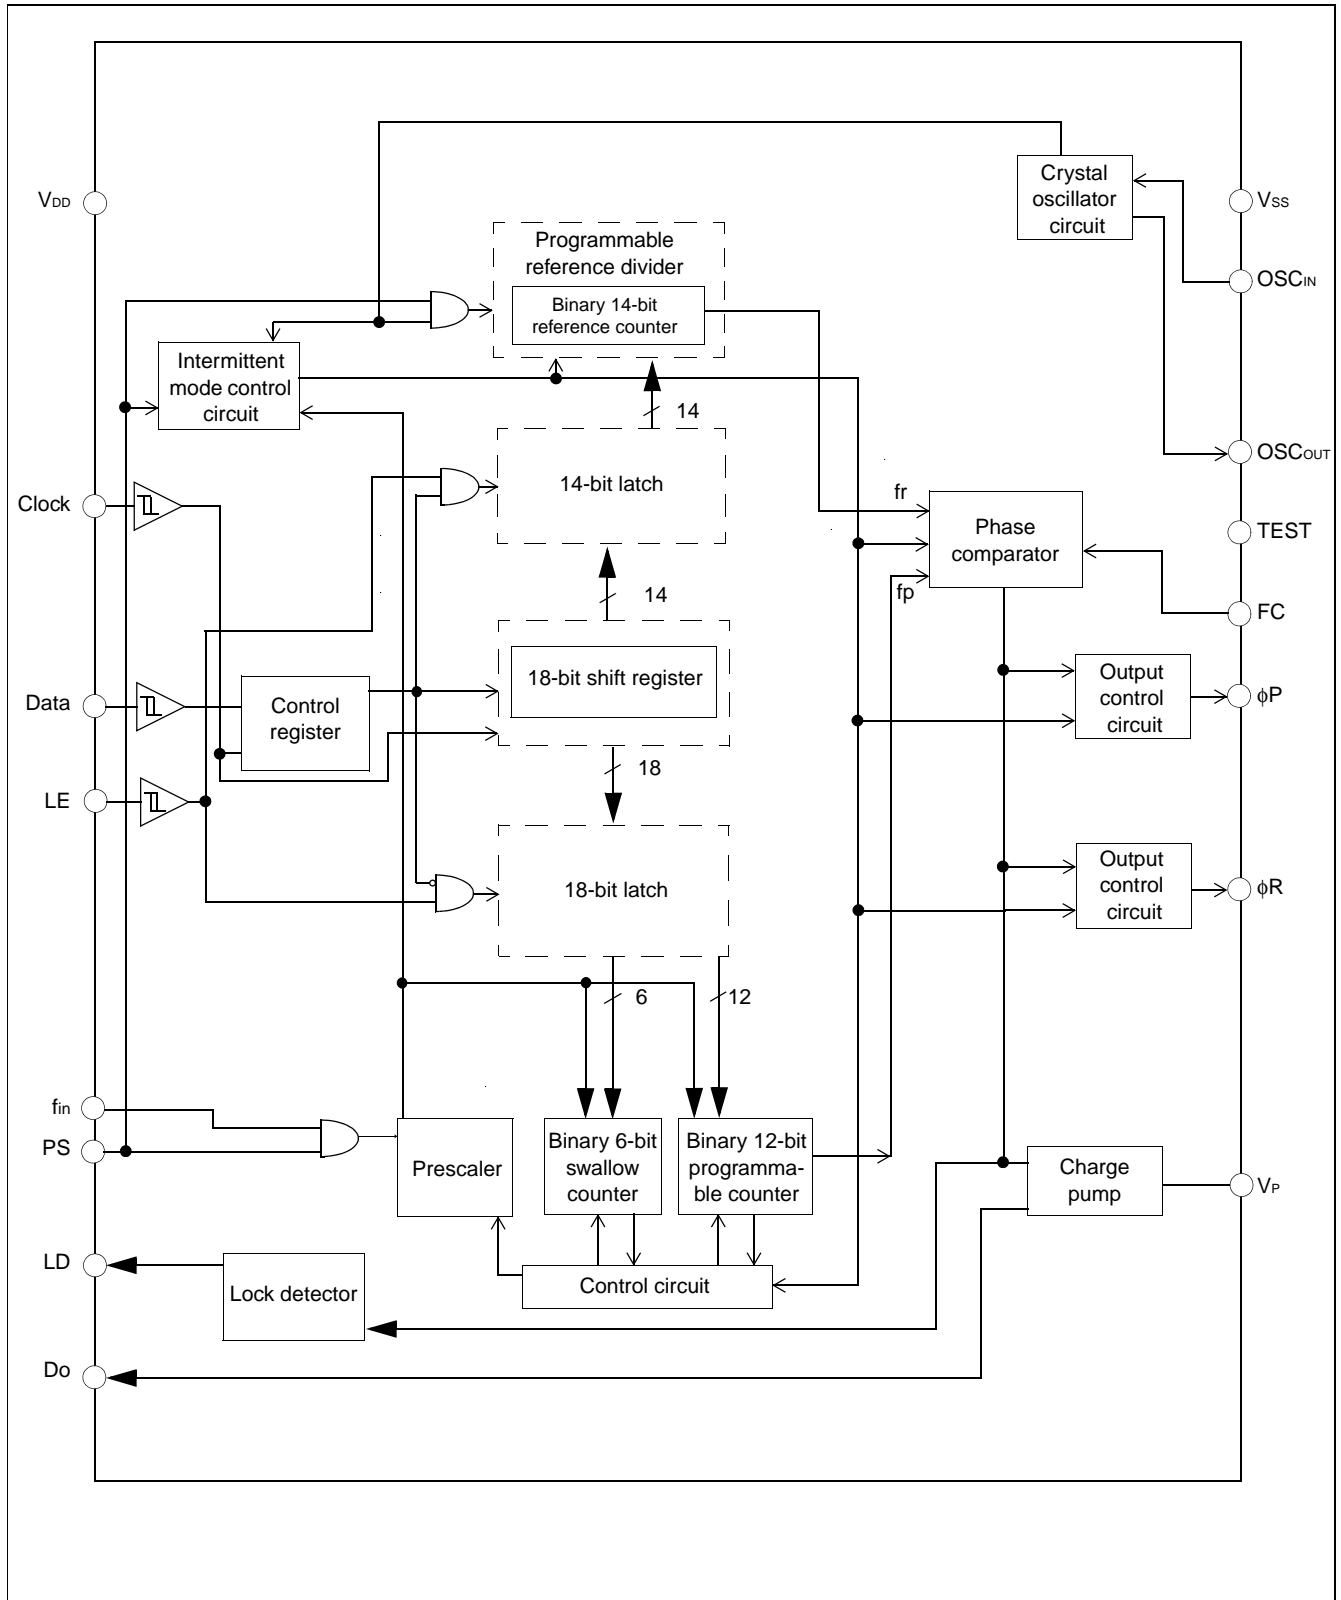 Crystal
oscillator
circuit
VDD
VSS
Programmable
reference divider
OSCIN
Binary 14-bit
reference counter
Intermittent
mode control
circuit
14
OSCOUT
14-bit latch
fr
Clock
Phase
comparator
TEST
14
fp
FC
18-bit shift register
Output
control
circuit
ϕP
Data
Control
register
18
LE
Output
control
circuit
ϕR
18-bit latch
6
12
fin
PS
Prescaler
Binary 6-bit
swallow
counter
Binary 12-bit
programma-
ble counter
Charge
pump
VP
LD
Lock detector
Control circuit
Do